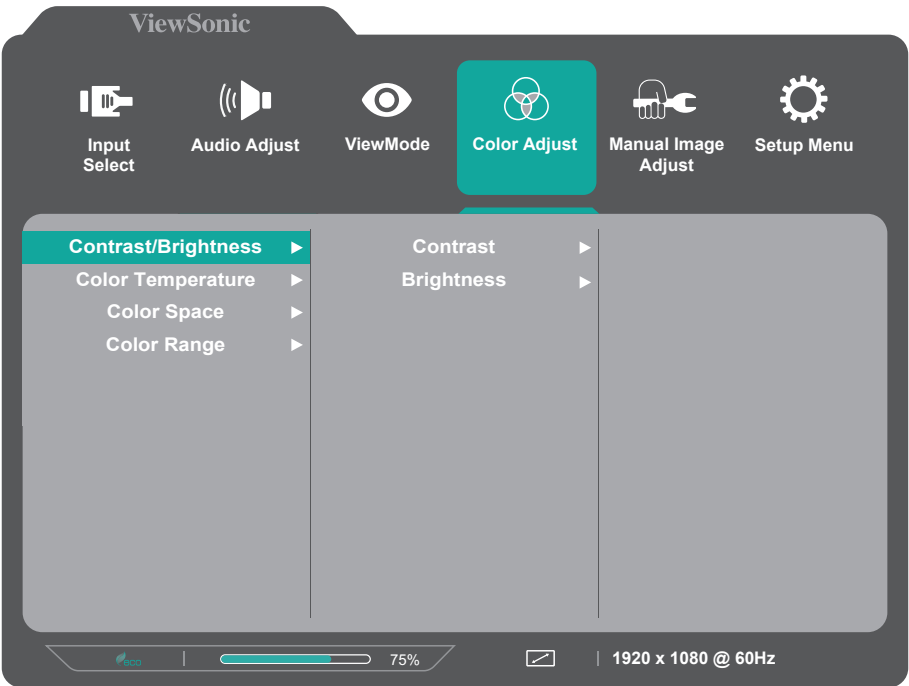 ViewSonic
Input
Select
Audio Adjust
ViewMode
Color Adjust
Manual Image
Adjust
Setup Menu
Contrast/Brightness
Color Temperature
Color Space
Color Range
Contrast
Brightness
eco
75%
1920 x 1080 @ 60Hz